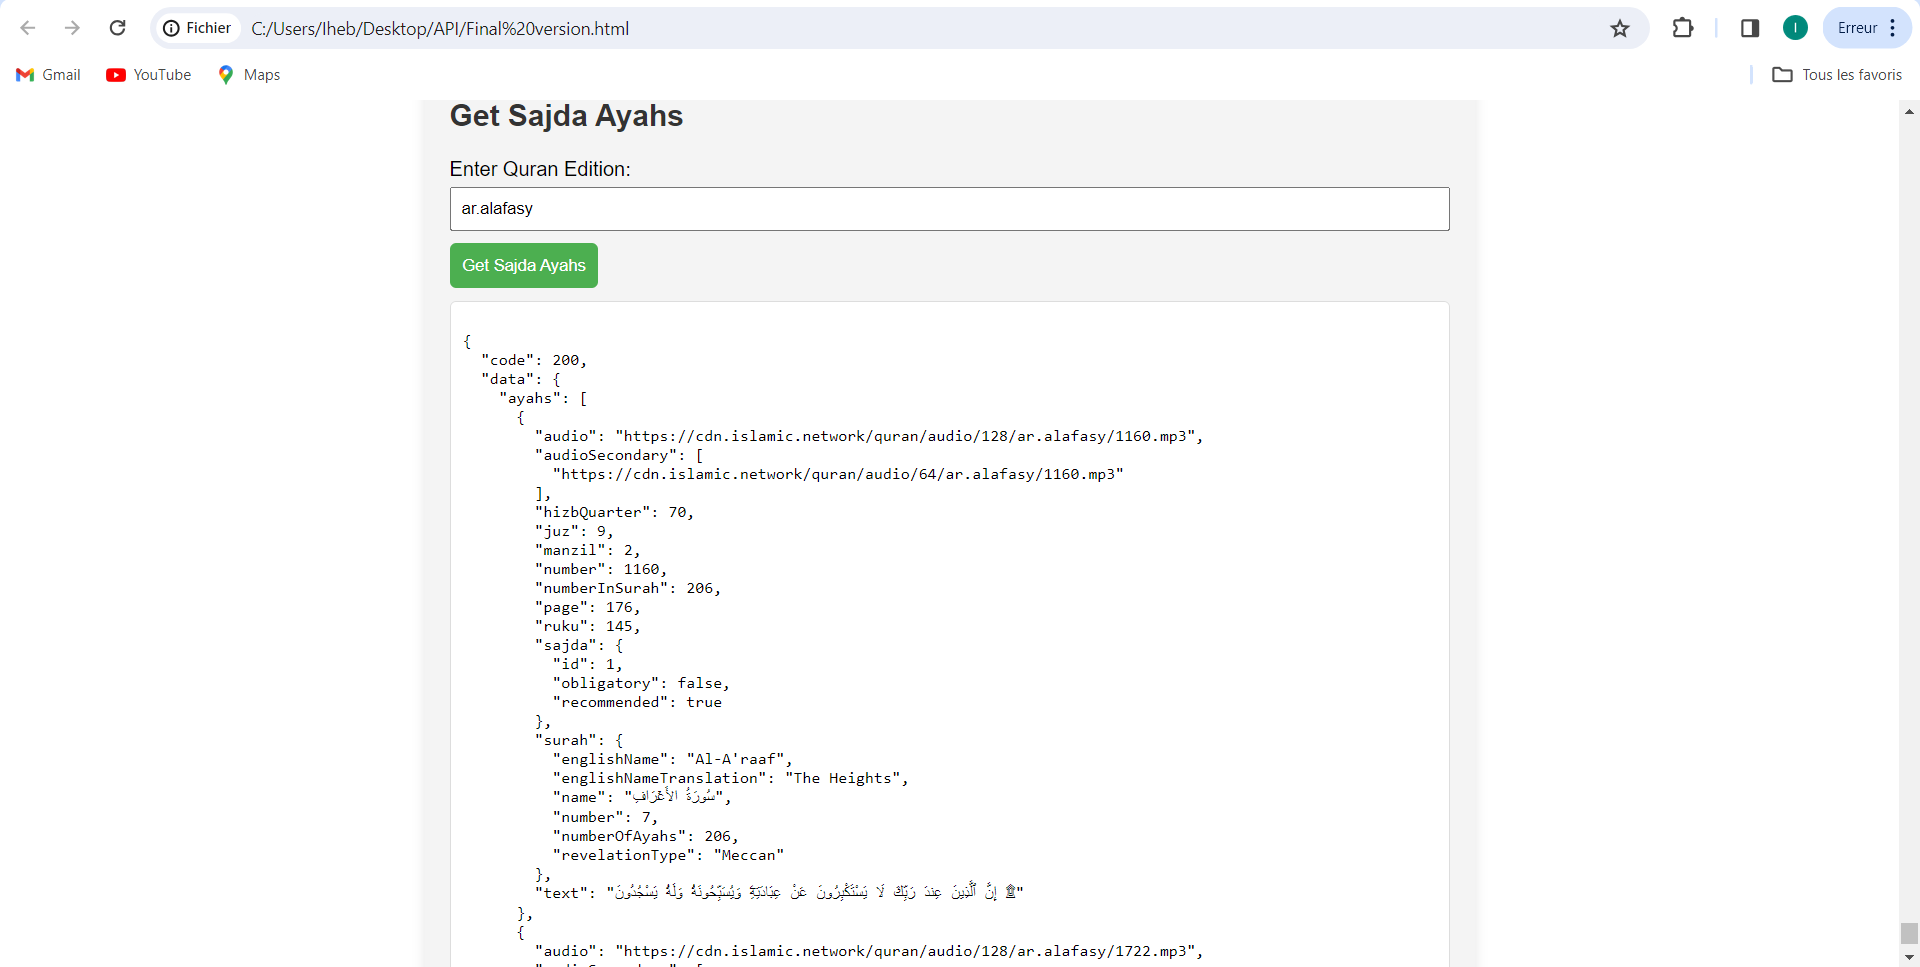 Fichier C:/Users/Iheb/Desktop/API/Final%20version.html I Erreur
Gmail YouTube Maps Tous les favoris
Get Sajda Ayahs
Enter Quran Edition:
ar.alafasy
Get Sajda Ayahs
{
"code": 200,
"data": {
"ayahs": [
{
"audio": "https://cdn.islamic.network/quran/audio/128/ar.alafasy/1160.mp3",
"audioSecondary": [
"https://cdn.islamic.network/quran/audio/64/ar.alafasy/1160.mp3"
],
"hizbQuarter": 70,
"juz": 9,
"manzil": 2,
"number": 1160,
"numberInSurah": 206,
"page": 176,
"ruku": 145,
"sajda": {
"id": 1,
"obligatory": false,
"recommended": true
},
"surah": {
"englishName": "Al-A'raaf",
"englishNameTranslation": "The Heights",
"name": "سُورَةُ الأَعۡرَافِ",
"number": 7,
"numberOfAyahs": 206,
"revelationType": "Meccan"
},
"text": "إِنَّ ٱلَّذِينَ عِندَ رَبِّكَ لَا يَسْتَكْبِرُونَ عَنْ عِبَادَتِهِۦ وَيُسَبِّحُونَهُۥ وَلَهُۥ يَسْجُدُونَ ۩"
},
{
"audio": "https://cdn.islamic.network/quran/audio/128/ar.alafasy/1722.mp3",